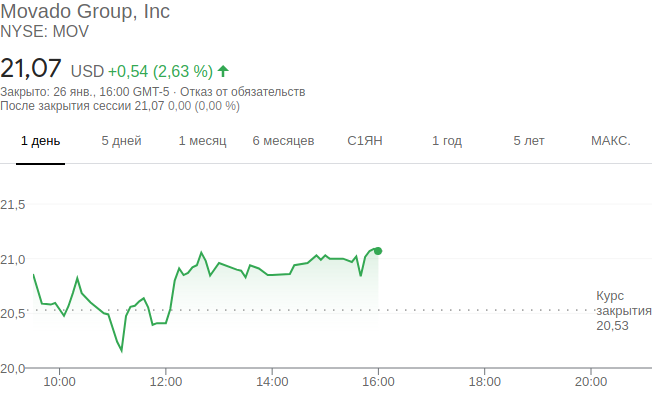 Movado Group, Inc
NYSE: MOV
21,07 USD +0,54 (2,63 %)
Закрыто: 26 янв., 16:00 GMT-5 · Отказ от обязательств
После закрытия сессии 21,07 0,00 (0,00 %)
1 день 5 дней 1 месяц 6 месяцев С1ЯН 1 год 5 лет МАКС.
21,5
21,0
20,5
20,0
Курс
закрытия
20,53
10:00 12:00 14:00 16:00 18:00 20:00